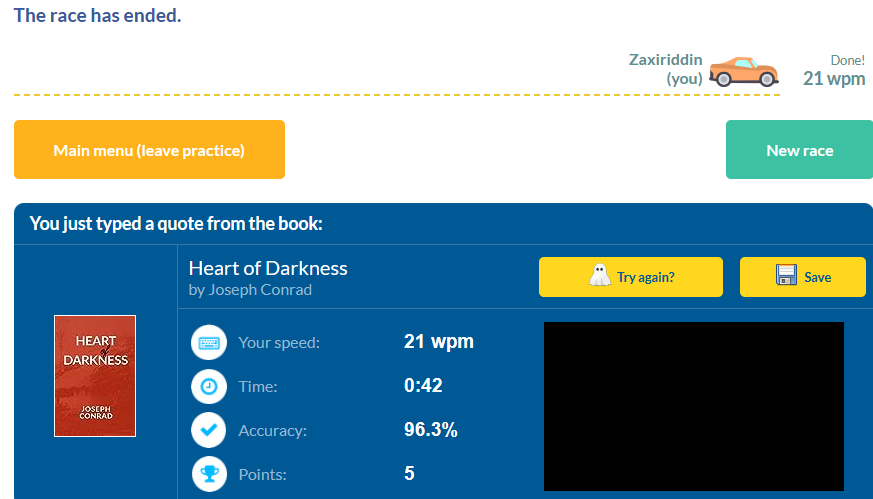 The race has ended.
Zaxiriddin
(you)
Done!
21 wpm
Main menu (leave practice)
New race
You just typed a quote from the book:
Heart of Darkness
by Joseph Conrad
Try again?
Save
HEART
of
DARKNESS
JOSEPH
CONRAD
Your speed:
21 wpm
Time:
0:42
Accuracy:
96.3%
Points:
5